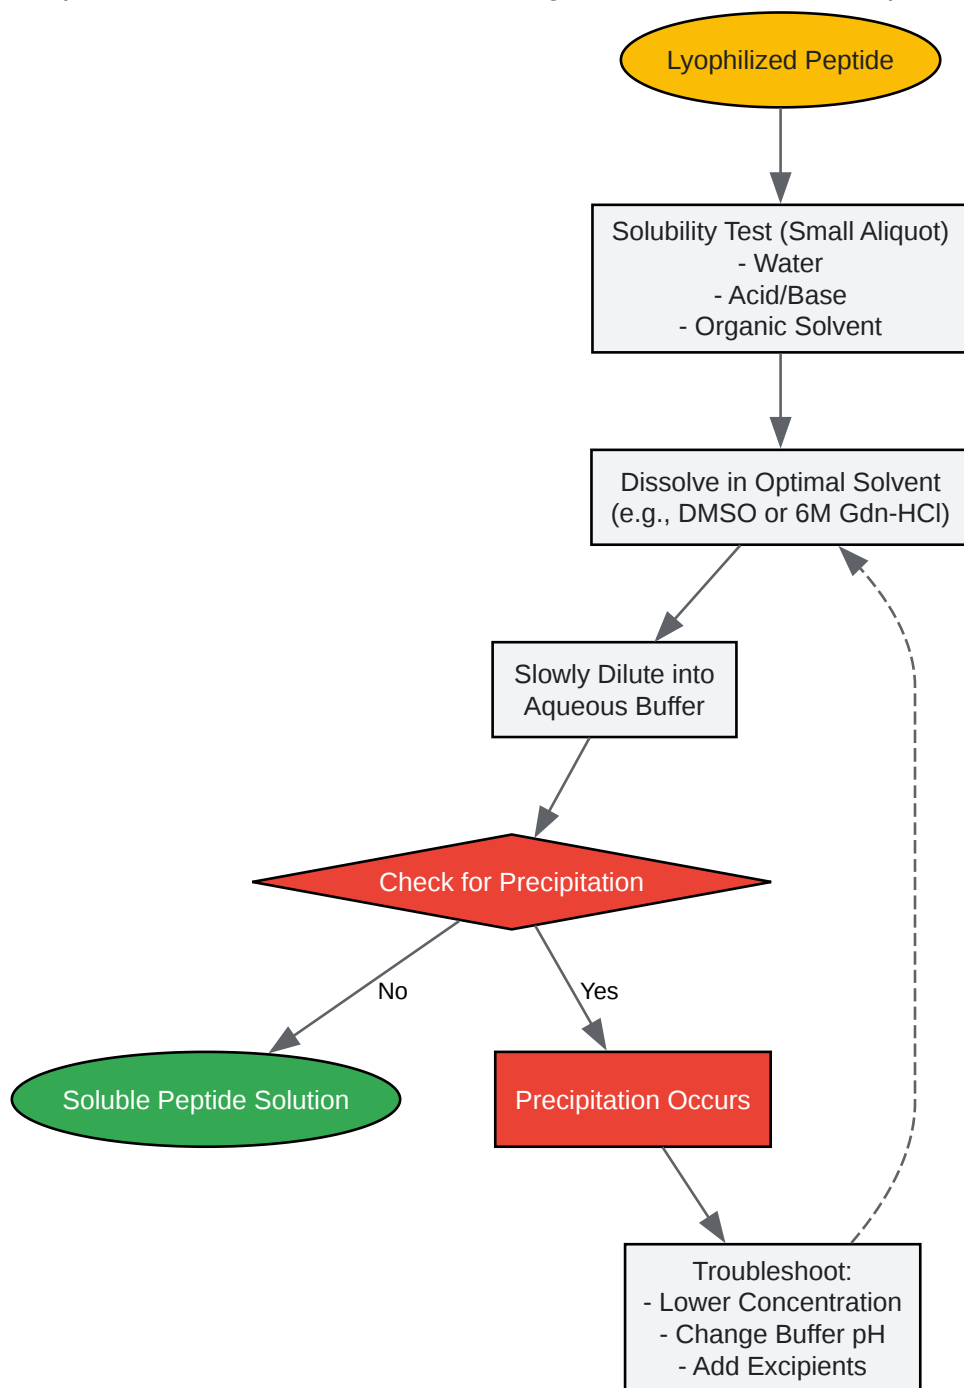 Lyophilized Peptide
Solubility Test (Small Aliquot)
- Water
- Acid/Base
- Organic Solvent
Dissolve in Optimal Solvent
(e.g., DMSO or 6M Gdn-HCl)
Slowly Dilute into
Aqueous Buffer
Check for Precipitation
No
Yes
Soluble Peptide Solution
Precipitation Occurs
Troubleshoot:
- Lower Concentration
- Change Buffer pH
- Add Excipients